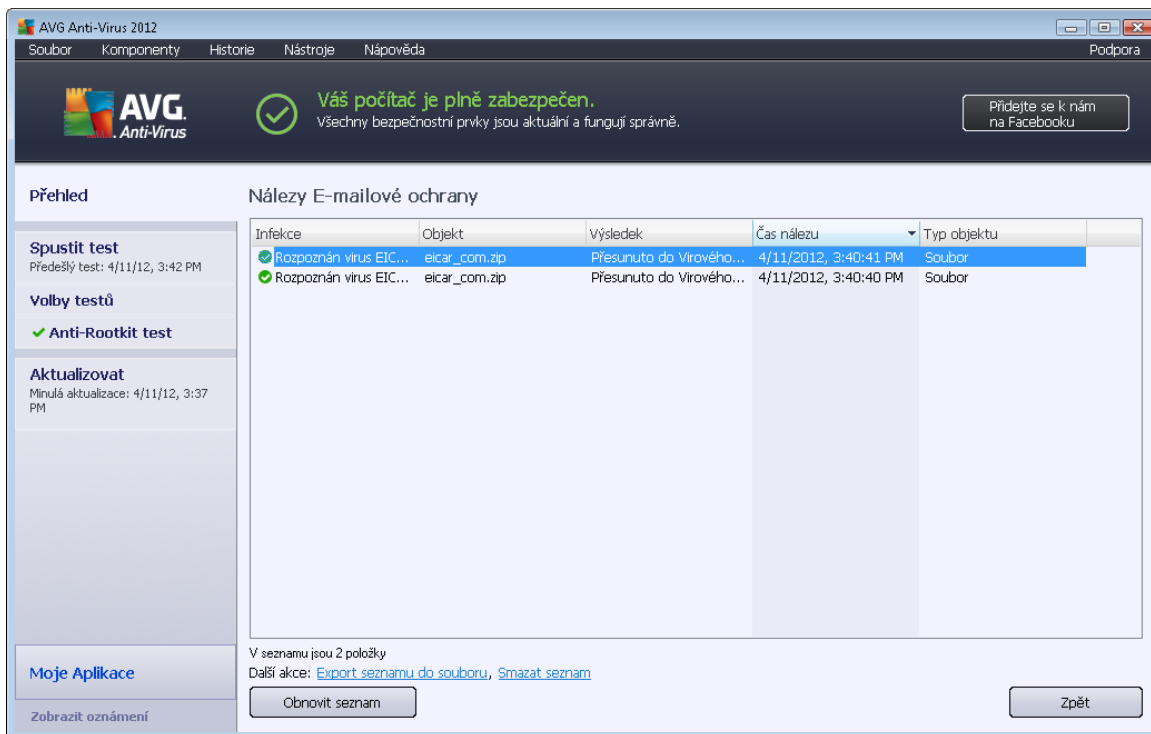 AVG Anti-Virus 2012
Soubor Komponenty Historie Nástroje Nápověda Podpora
AVG.
Anti-Virus
Váš počítač je plně zabezpečen.
Všechny bezpečnostní prvky jsou aktuální a fungují správně.
Přidejte se k nám
na Facebooku
Přehled
Spustit test
Předešlý test: 4/11/12, 3:42 PM
Volby testů
Anti-Rootkit test
Aktualizovat
Minulá aktualizace: 4/11/12, 3:37
PM
Moje Aplikace
Zobrazit oznámení
Nálezy E-mailové ochrany
Infekce Objekt Výsledek Čas nálezu Typ objektu
Rozpoznán virus EIC... eicar_com.zip Přesunuto do Virového... 4/11/2012, 3:40:41 PM Soubor
Rozpoznán virus EIC... eicar_com.zip Přesunuto do Virového... 4/11/2012, 3:40:40 PM Soubor
V seznamu jsou 2 položky
Další akce: Export seznamu do souboru, Smazat seznam
Obnovit seznam Zpět